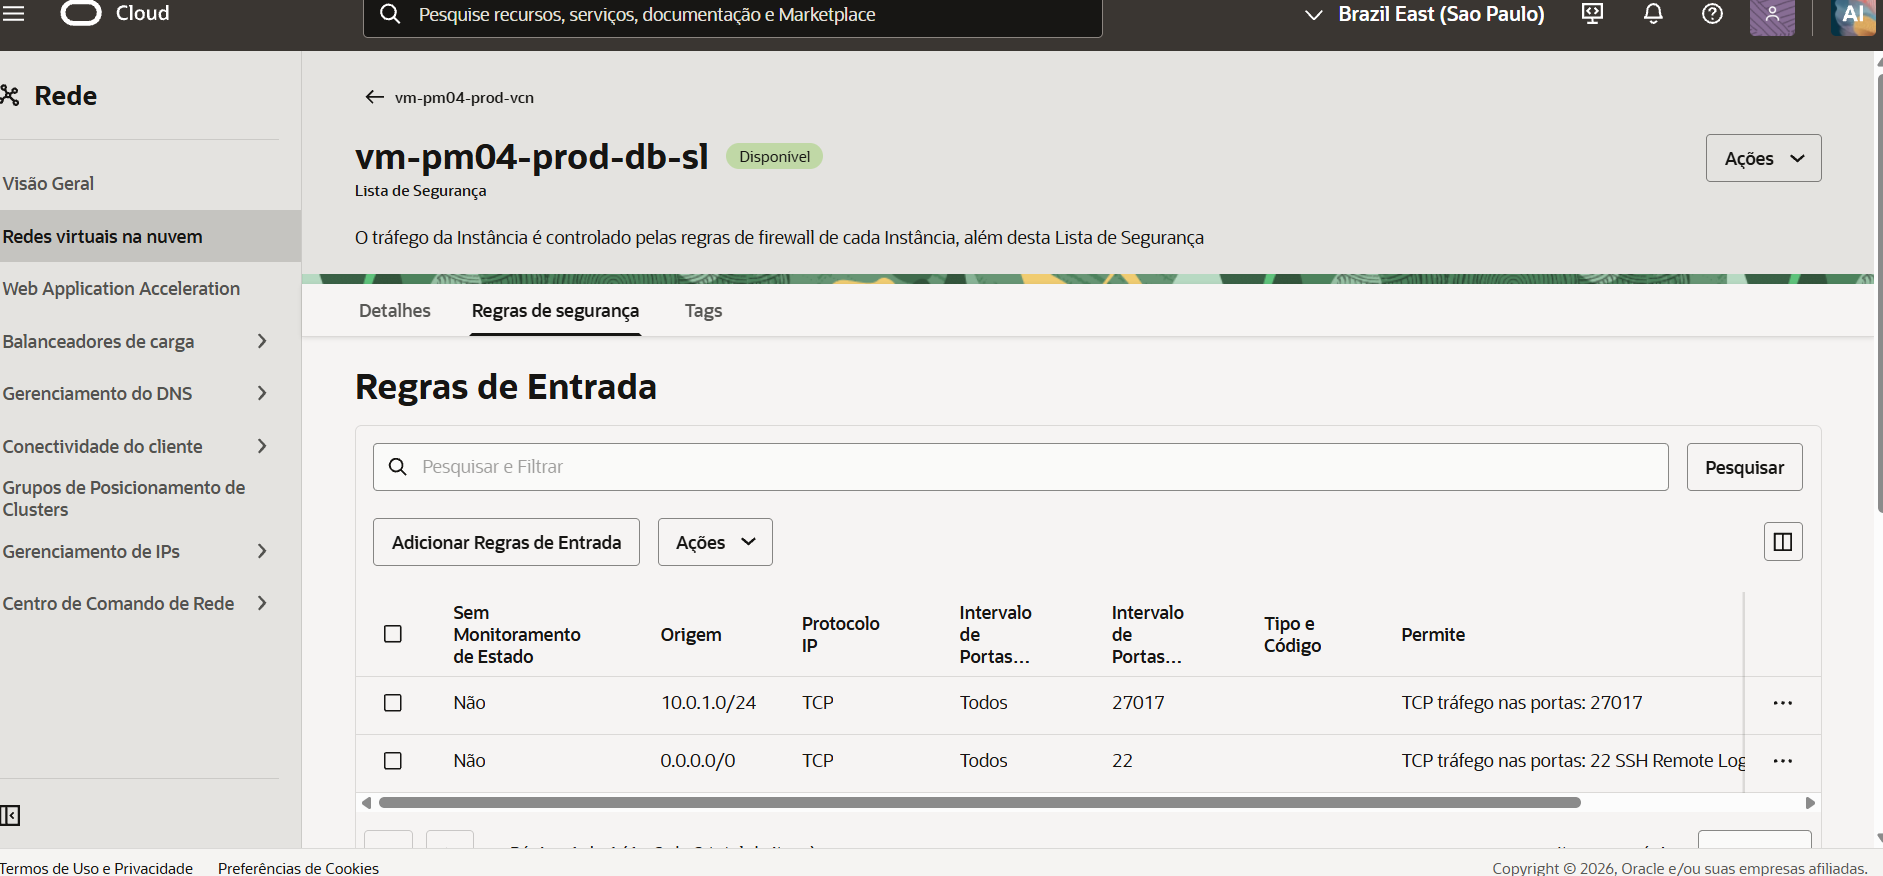 Cloud
Pesquise recursos, serviços, documentação e Marketplace
Brazil East (Sao Paulo)
AI
Rede
Visão Geral
Redes virtuais na nuvem
Web Application Acceleration
Balanceadores de carga
Gerenciamento do DNS
Conectividade do cliente
Grupos de Posicionamento de
Clusters
Gerenciamento de IPs
Centro de Comando de Rede
vm-pm04-prod-vcn
vm-pm04-prod-db-sl
Disponível
Ações
Lista de Segurança
O tráfego da Instância é controlado pelas regras de firewall de cada Instância, além desta Lista de Segurança
Detalhes
Regras de segurança
Tags
Regras de Entrada
Pesquisar e Filtrar
Pesquisar
Adicionar Regras de Entrada
Ações
Sem
Monitoramento
de Estado
Origem
Protocolo
IP
Intervalo
de
Portas...
Intervalo
de
Portas...
Tipo e
Código
Permite
Não 10.0.1.0/24 TCP Todos 27017 TCP tráfego nas portas: 27017
Não 0.0.0.0/0 TCP Todos 22 TCP tráfego nas portas: 22 SSH Remote Log
Termos de Uso e Privacidade
Preferências de Cookies
Copyright © 2026, Oracle e/ou suas empresas afiliadas.